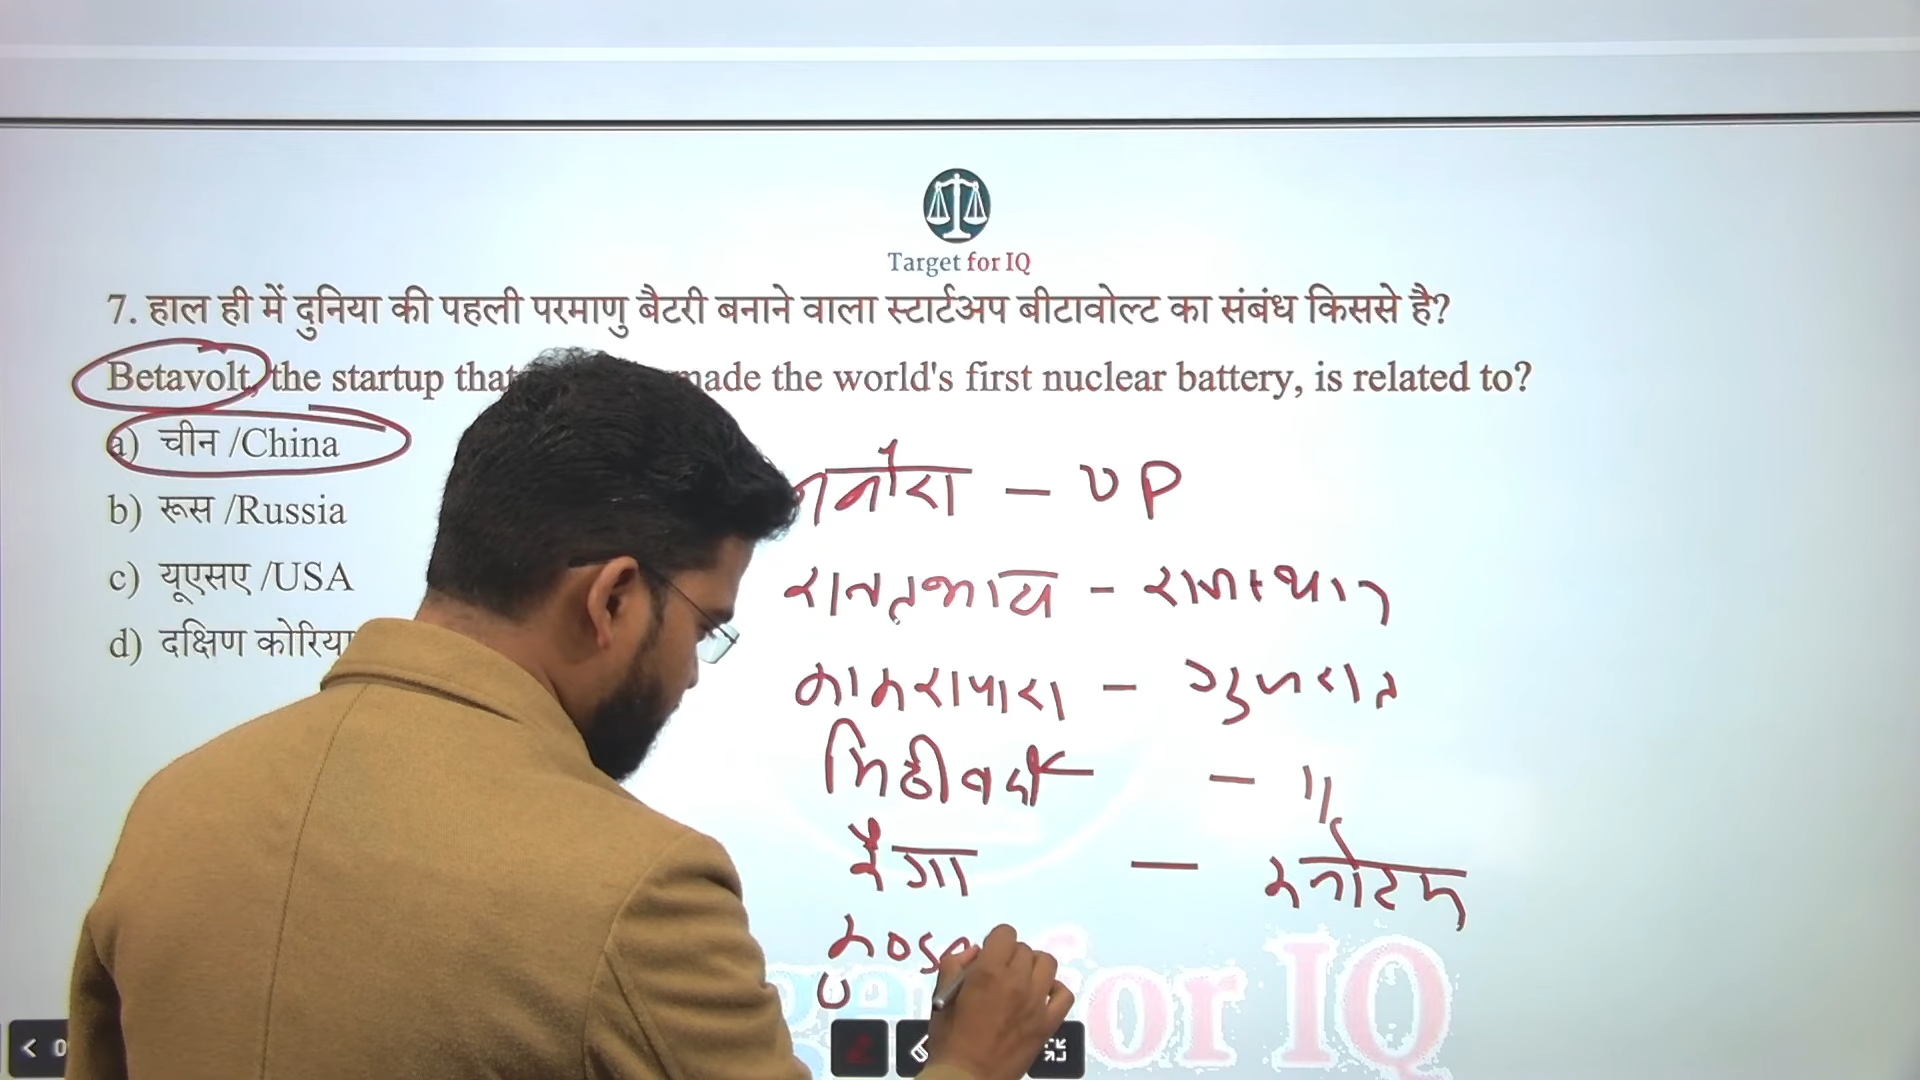 Target for IQ
7. हाल ही में दुनिया की पहली परमाणु बैटरी बनाने वाला स्टार्टअप बीटावोल्ट का संबंध किससे है?
Betavolt, the startup that made the world's first nuclear battery, is related to?
a) चीन /China
b) रूस /Russia
c) यूएसए /USA
d) दक्षिण कोरिया
नरौरा – UP
रावतभाटा – राजस्थान
काकरापारा – गुजरात
मिठीवर्दी – "
कैगा – कर्नाटक
for IQ